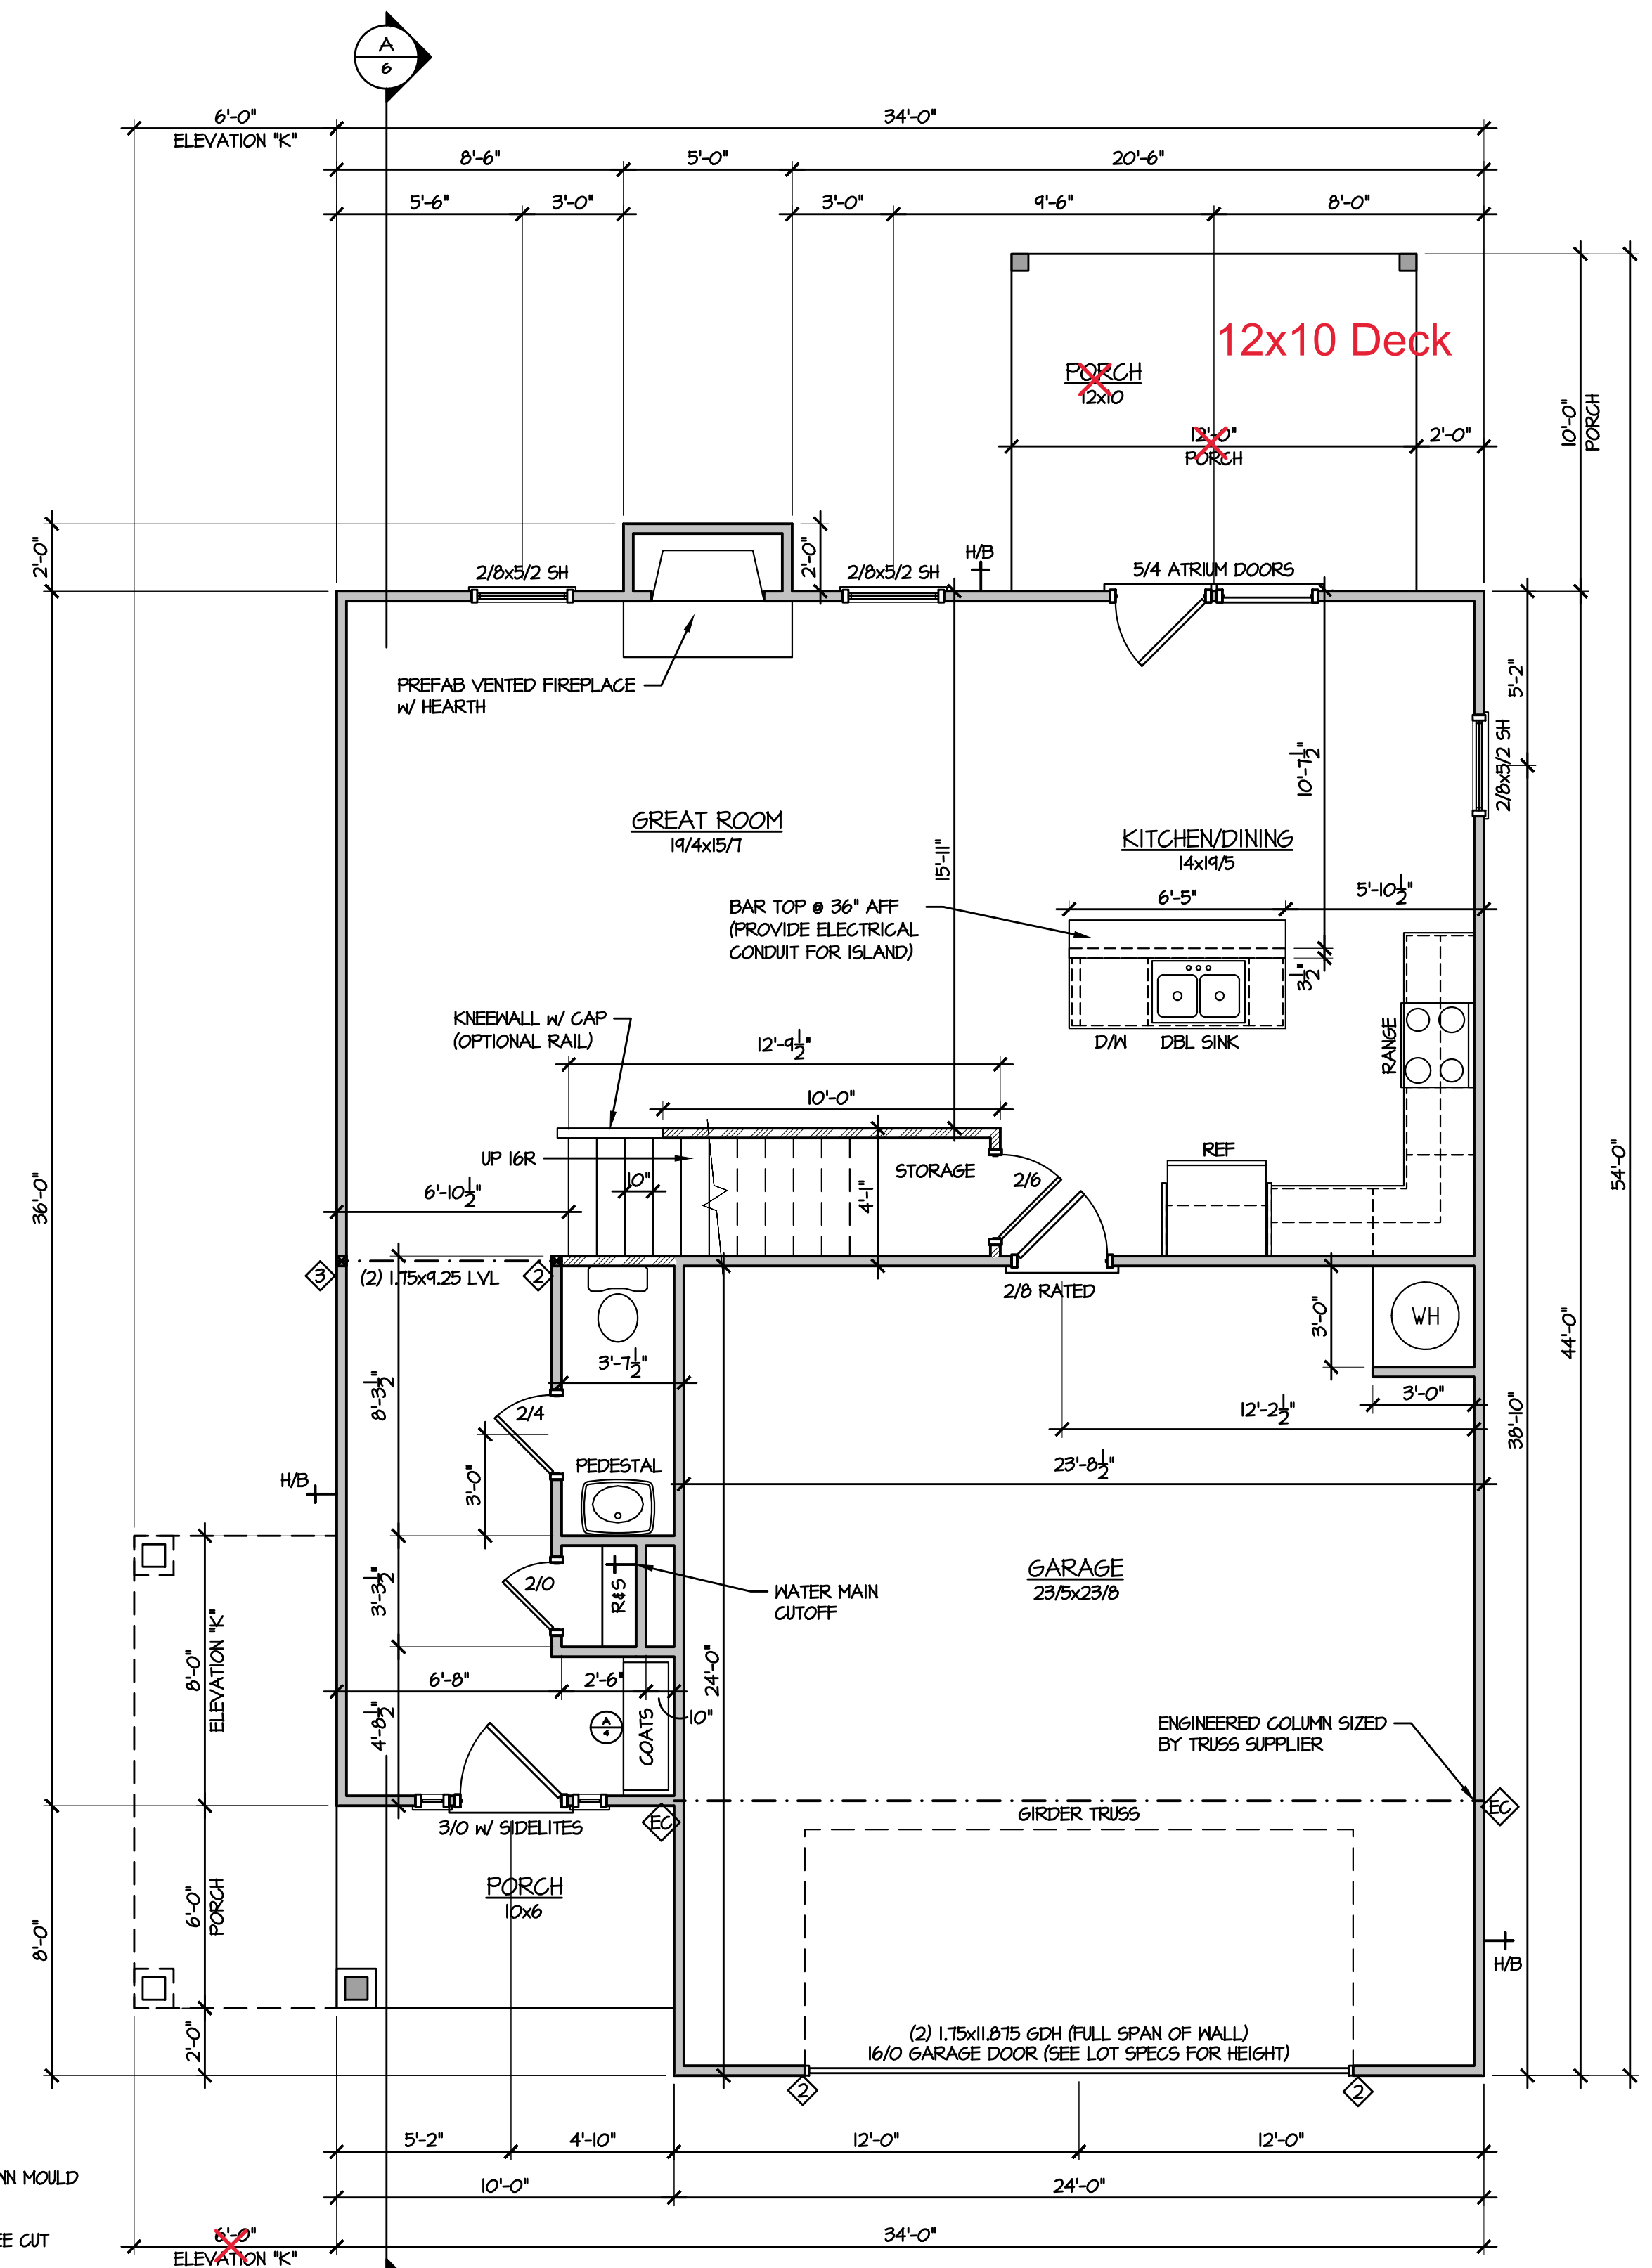 A
6
6'-0"
34'-0"
ELEVATION "K"
8'-6"
5'-0"
20'-6"
5'-6"
3'-0"
3'-0"
9'-6"
8'-0"
12x10 Deck
PORCH
12x10
12'-0"
PORCH
2'-0"
10'-0"
PORCH
2'-0"
2'-0"
H/B
2/8x5/2 SH
2/8x5/2 SH
5/4 ATRIUM DOORS
PREFAB VENTED FIREPLACE
w/ HEARTH
5'-2"
2/8x5/2 SH
10'-7 1/2"
GREAT ROOM
19/4x15/7
KITCHEN/DINING
14x19/5
15'-11"
BAR TOP @ 36" AFF
(PROVIDE ELECTRICAL
CONDUIT FOR ISLAND)
6'-5"
5'-10 1/2"
3 1/2"
KNEEWALL w/ CAP
(OPTIONAL RAIL)
12'-9 1/2"
D/W
DBL SINK
RANGE
10'-0"
UP 16R
10"
STORAGE
2/6
REF
6'-10 1/2"
4'-1"
36'-0"
54'-0"
3
(2) 1.75x9.25 LVL
2
2/8 RATED
3'-0"
WH
44'-0"
3'-7 1/2"
8'-3 1/2"
2/4
3'-0"
12'-2 1/2"
38'-10"
PEDESTAL
23'-8 1/2"
H/B
3'-0"
GARAGE
23/5x23/8
2/0
R&S
WATER MAIN
CUTOFF
3'-3 1/2"
8'-0"
ELEVATION "K"
6'-8"
2'-6"
24'-0"
4'-8 1/2"
A
4
COATS
10"
ENGINEERED COLUMN SIZED
BY TRUSS SUPPLIER
EC
EC
GIRDER TRUSS
3/0 w/ SIDELITES
PORCH
10x6
6'-0"
PORCH
8'-0"
H/B
2'-0"
(2) 1.75x11.875 GDH (FULL SPAN OF WALL)
16/0 GARAGE DOOR (SEE LOT SPECS FOR HEIGHT)
2
2
5'-2"
4'-10"
12'-0"
12'-0"
WN MOULD
10'-0"
24'-0"
EE CUT
6'-0"
34'-0"
ELEVATION "K"